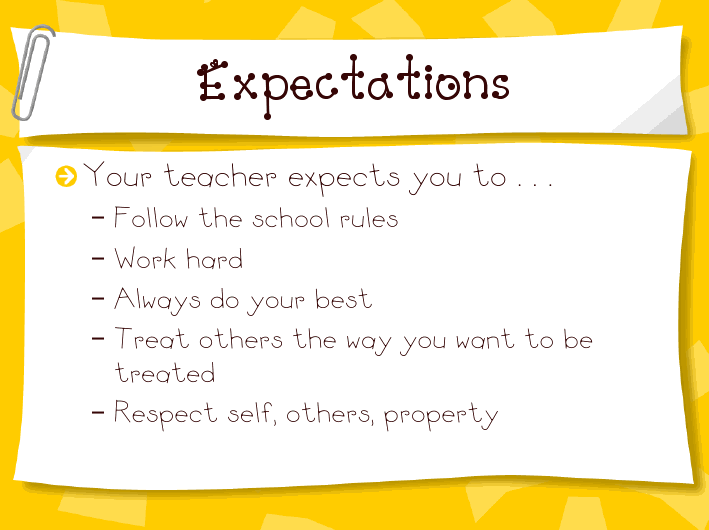 Expectations
Your teacher expects you to . . .
– Follow the school rules
– Work hard
– Always do your best
– Treat others the way you want to be
treated
– Respect self, others, property